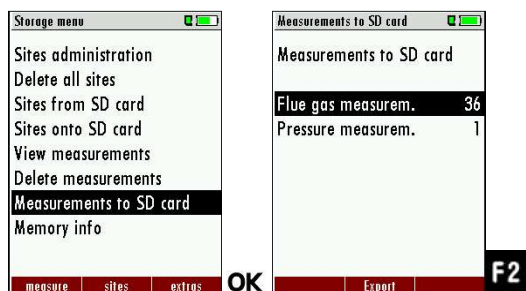 Storage menu
Sites administration
Delete all sites
Sites from SD card
Sites onto SD card
View measurements
Delete measurements
Measurements to SD card
Memory info
measure sites extras
OK
Measurements to SD card
Measurements to SD card
Flue gas measurem. 36
Pressure measurem. 1
Export
F2